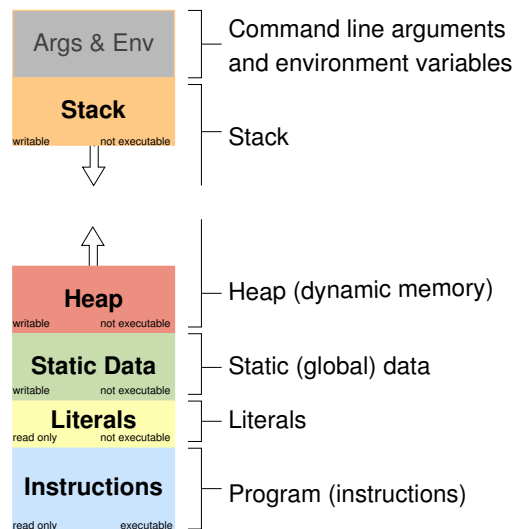 Args & Env
Command line arguments
and environment variables
Stack
writable not executable
Stack
Heap
writable not executable
Heap (dynamic memory)
Static Data
writable not executable
Static (global) data
Literals
read only not executable
Literals
Instructions
read only executable
Program (instructions)